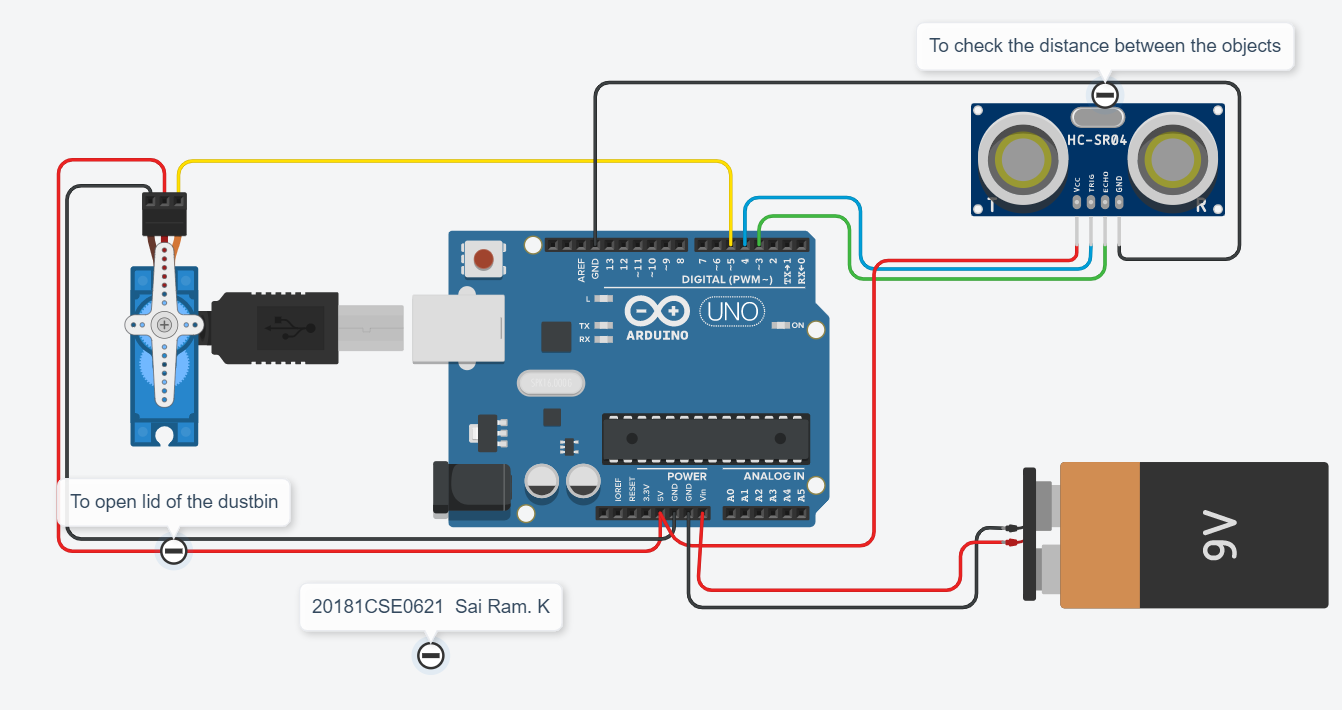 To check the distance between the objects
HC-SR04
VCC
TRIG
ECHO
GND
T
R
AREF
GND
13
12
~11
~10
~9
8
7
~6
~5
4
~3
2
TX→1
RX←0
DIGITAL (PWM~)
L
TX
RX
ARDUINO
UNO
ON
POWER
ANALOG IN
IOREF
RESET
3.3V
5V
GND
GND
Vin
A0
A1
A2
A3
A4
A5
To open lid of the dustbin
9V
20181CSE0621 Sai Ram. K